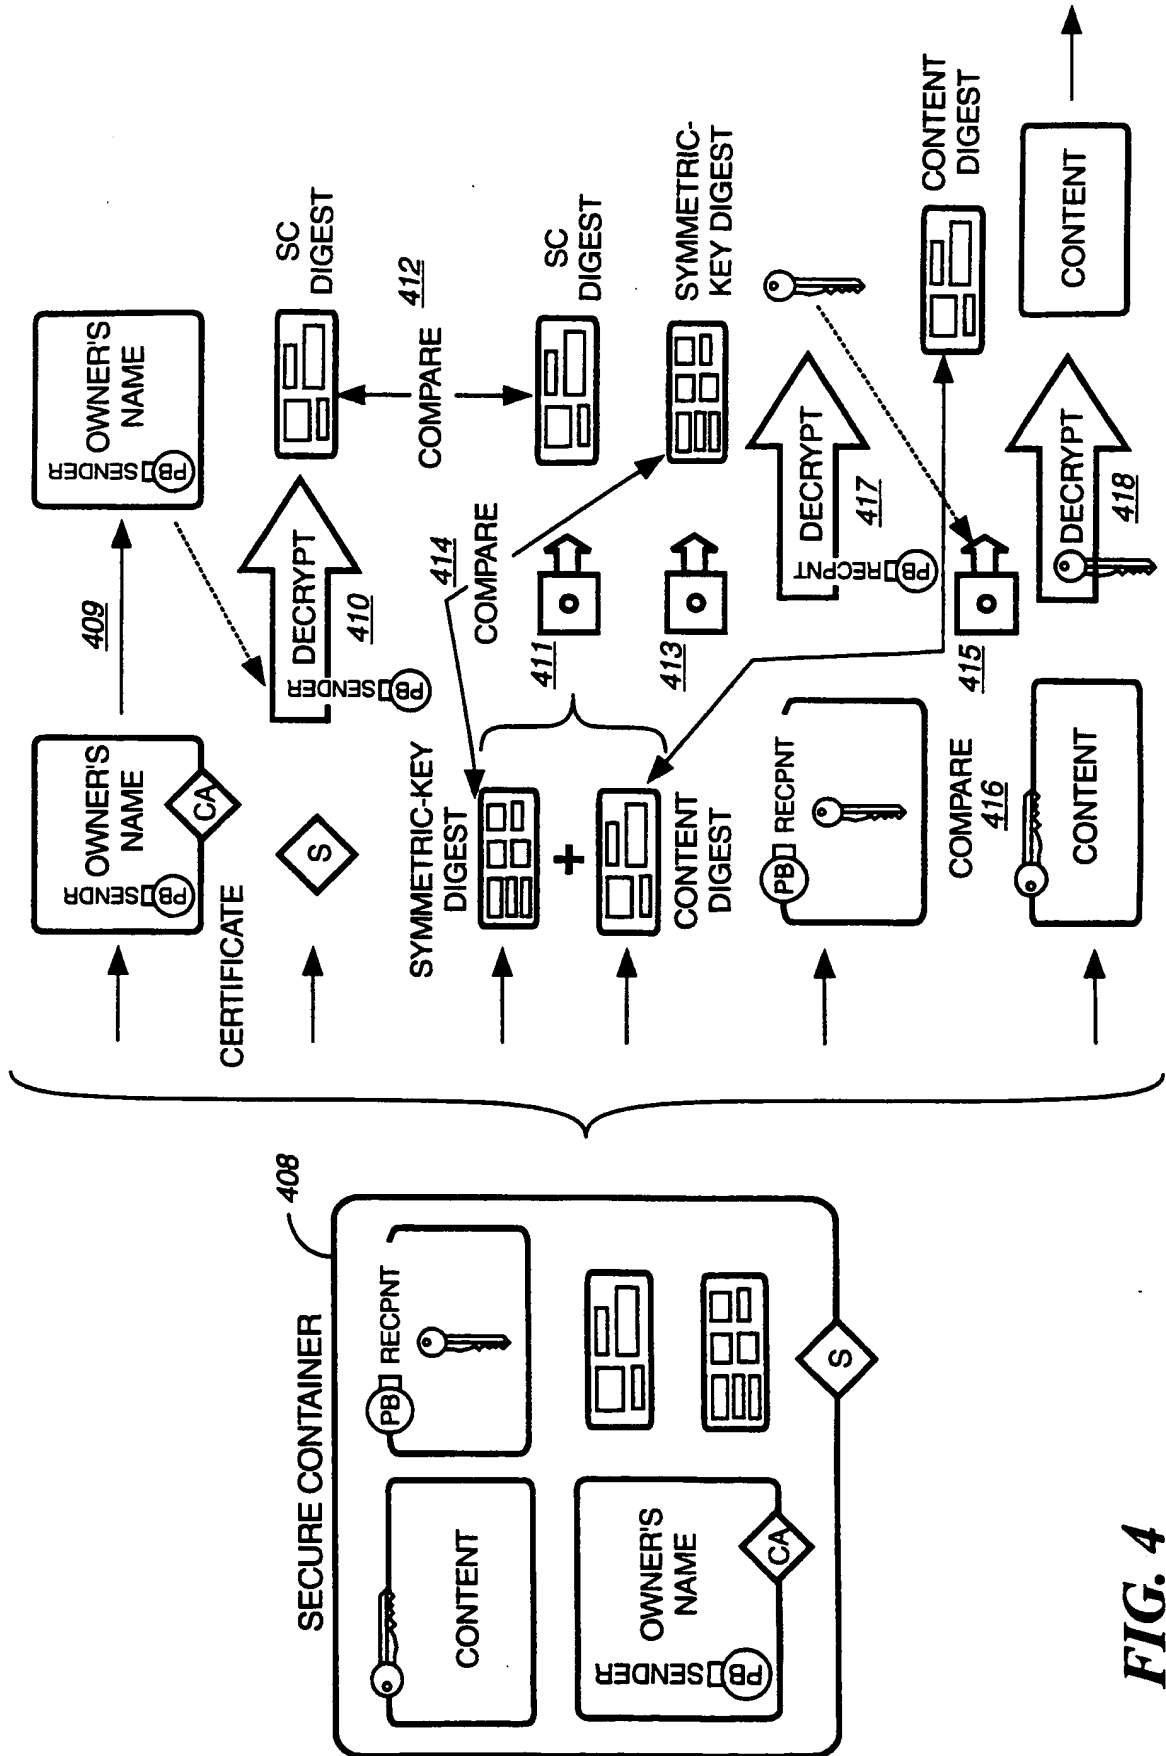 SECURE CONTAINER
408
CONTENT
PB RECPNT
PB SENDER
OWNER'S
NAME
CA
S
PB SENDR
OWNER'S
NAME
CA
CERTIFICATE
409
PB SENDER
OWNER'S
NAME
S
PB SENDER
DECRYPT
410
SC
DIGEST
COMPARE
412
SYMMETRIC-KEY
DIGEST
+
CONTENT
DIGEST
COMPARE
414
411
SC
DIGEST
413
SYMMETRIC-
KEY DIGEST
PB RECPNT
PB RECPNT
DECRYPT
417
COMPARE
416
415
CONTENT
DIGEST
CONTENT
DECRYPT
418
CONTENT
FIG. 4